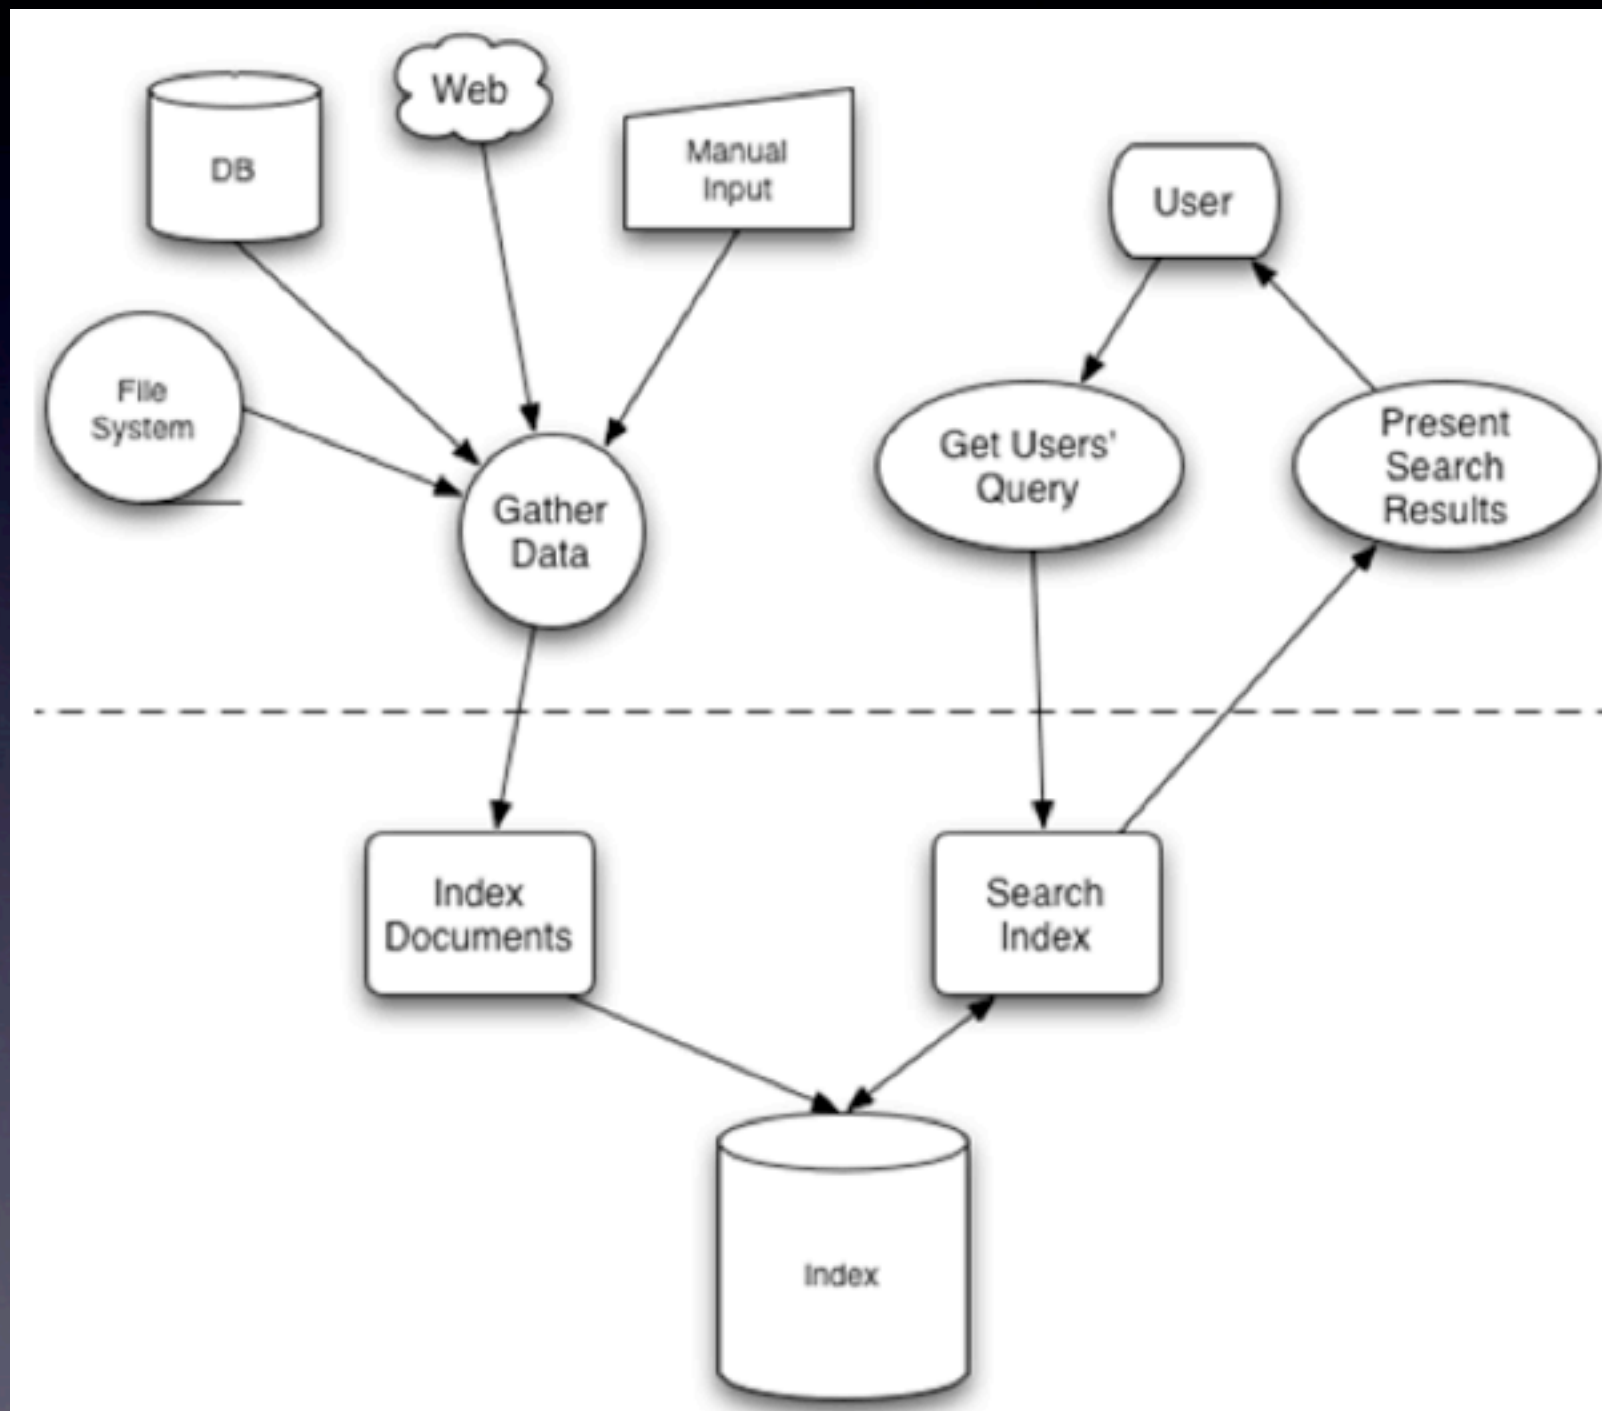 Web
DB
Manual
Input
User
File
System
Gather
Data
Get Users'
Query
Present
Search
Results
Index
Documents
Search
Index
Index